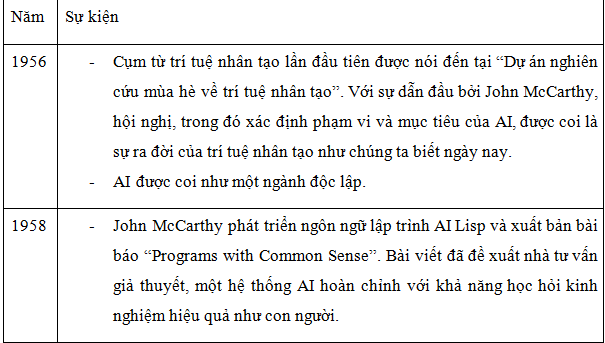 Năm Sự kiện
1956 - Cụm từ trí tuệ nhân tạo lần đầu tiên được nói đến tại “Dự án nghiên
cứu mùa hè về trí tuệ nhân tạo”. Với sự dẫn đầu bởi John McCarthy,
hội nghị, trong đó xác định phạm vi và mục tiêu của AI, được coi là
sự ra đời của trí tuệ nhân tạo như chúng ta biết ngày nay.
- AI được coi như một ngành độc lập.
1958 - John McCarthy phát triển ngôn ngữ lập trình AI Lisp và xuất bản bài
báo “Programs with Common Sense”. Bài viết đã đề xuất nhà tư vấn
giả thuyết, một hệ thống AI hoàn chỉnh với khả năng học hỏi kinh
nghiệm hiệu quả như con người.